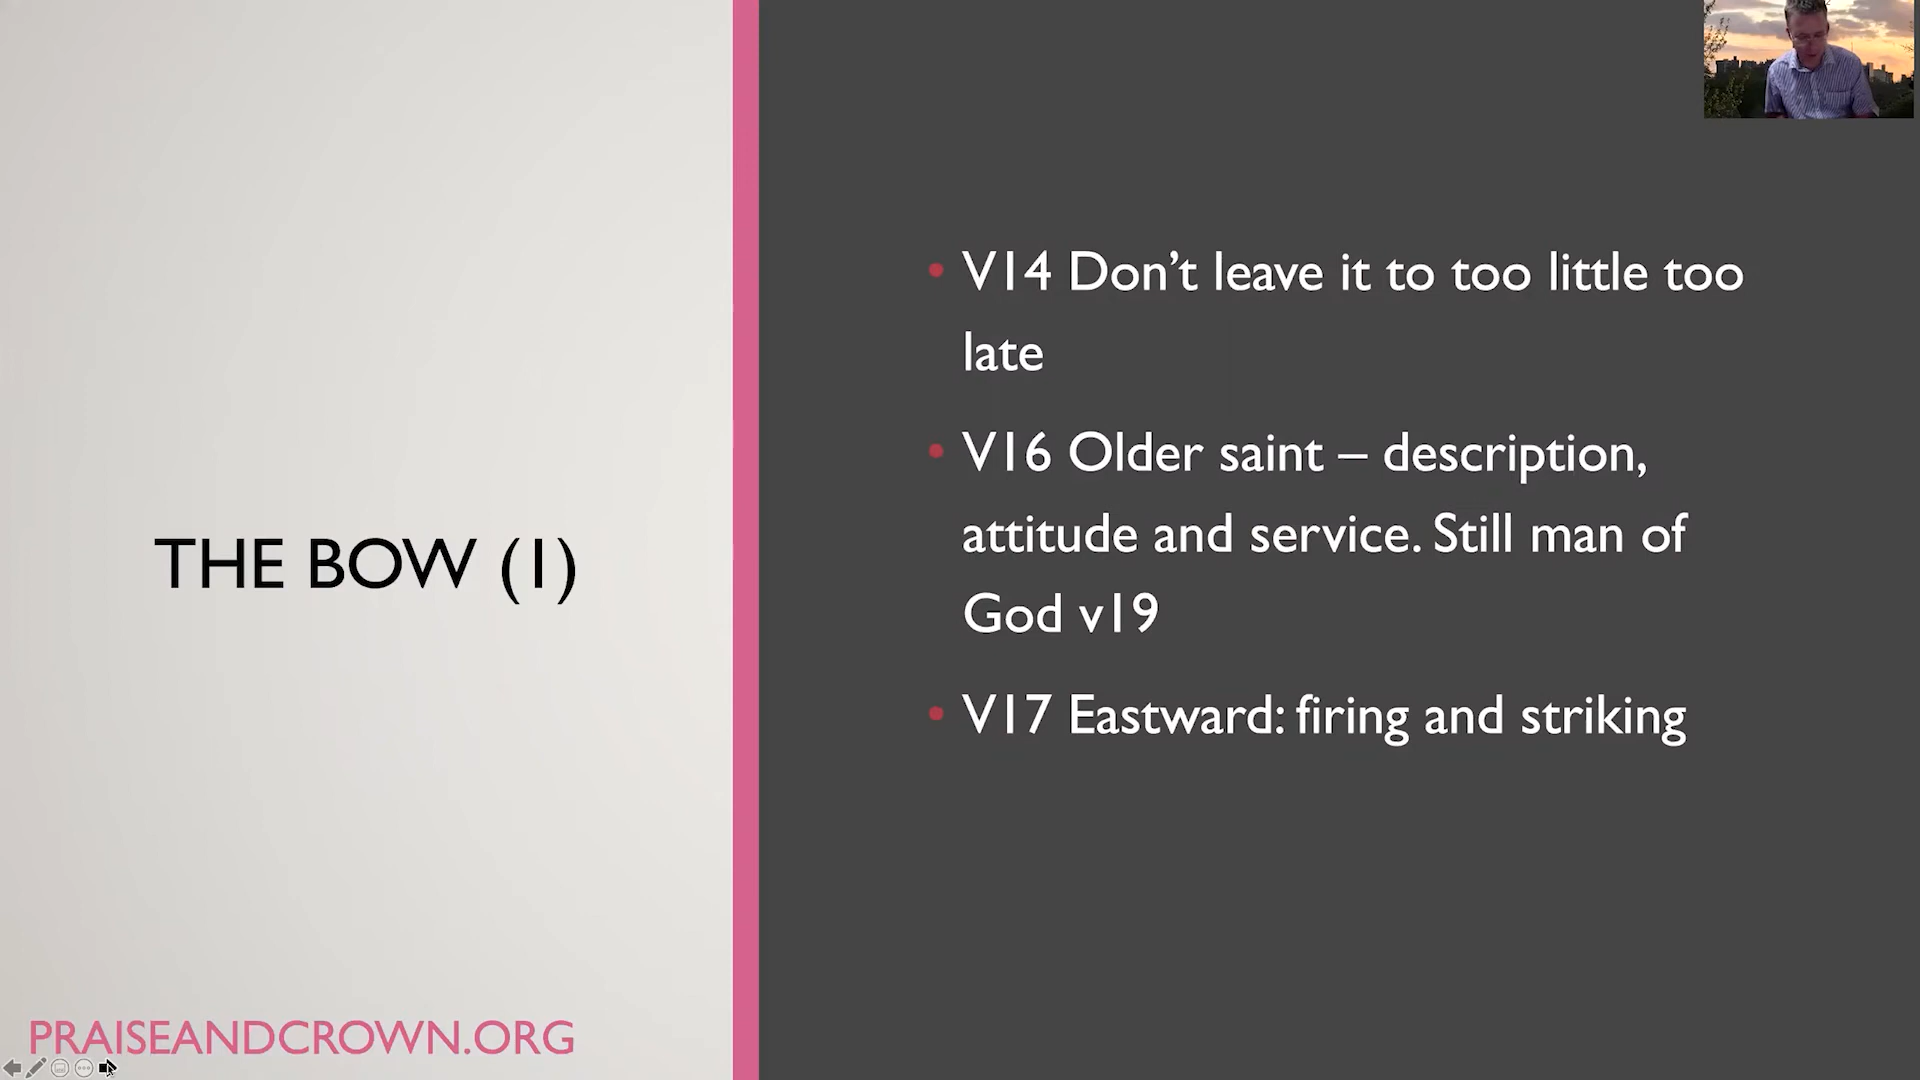 THE BOW (1)
V14 Don’t leave it to too little too
late
V16 Older saint – description,
attitude and service. Still man of
God v19
V17 Eastward: firing and striking
PRAISEANDCROWN.ORG